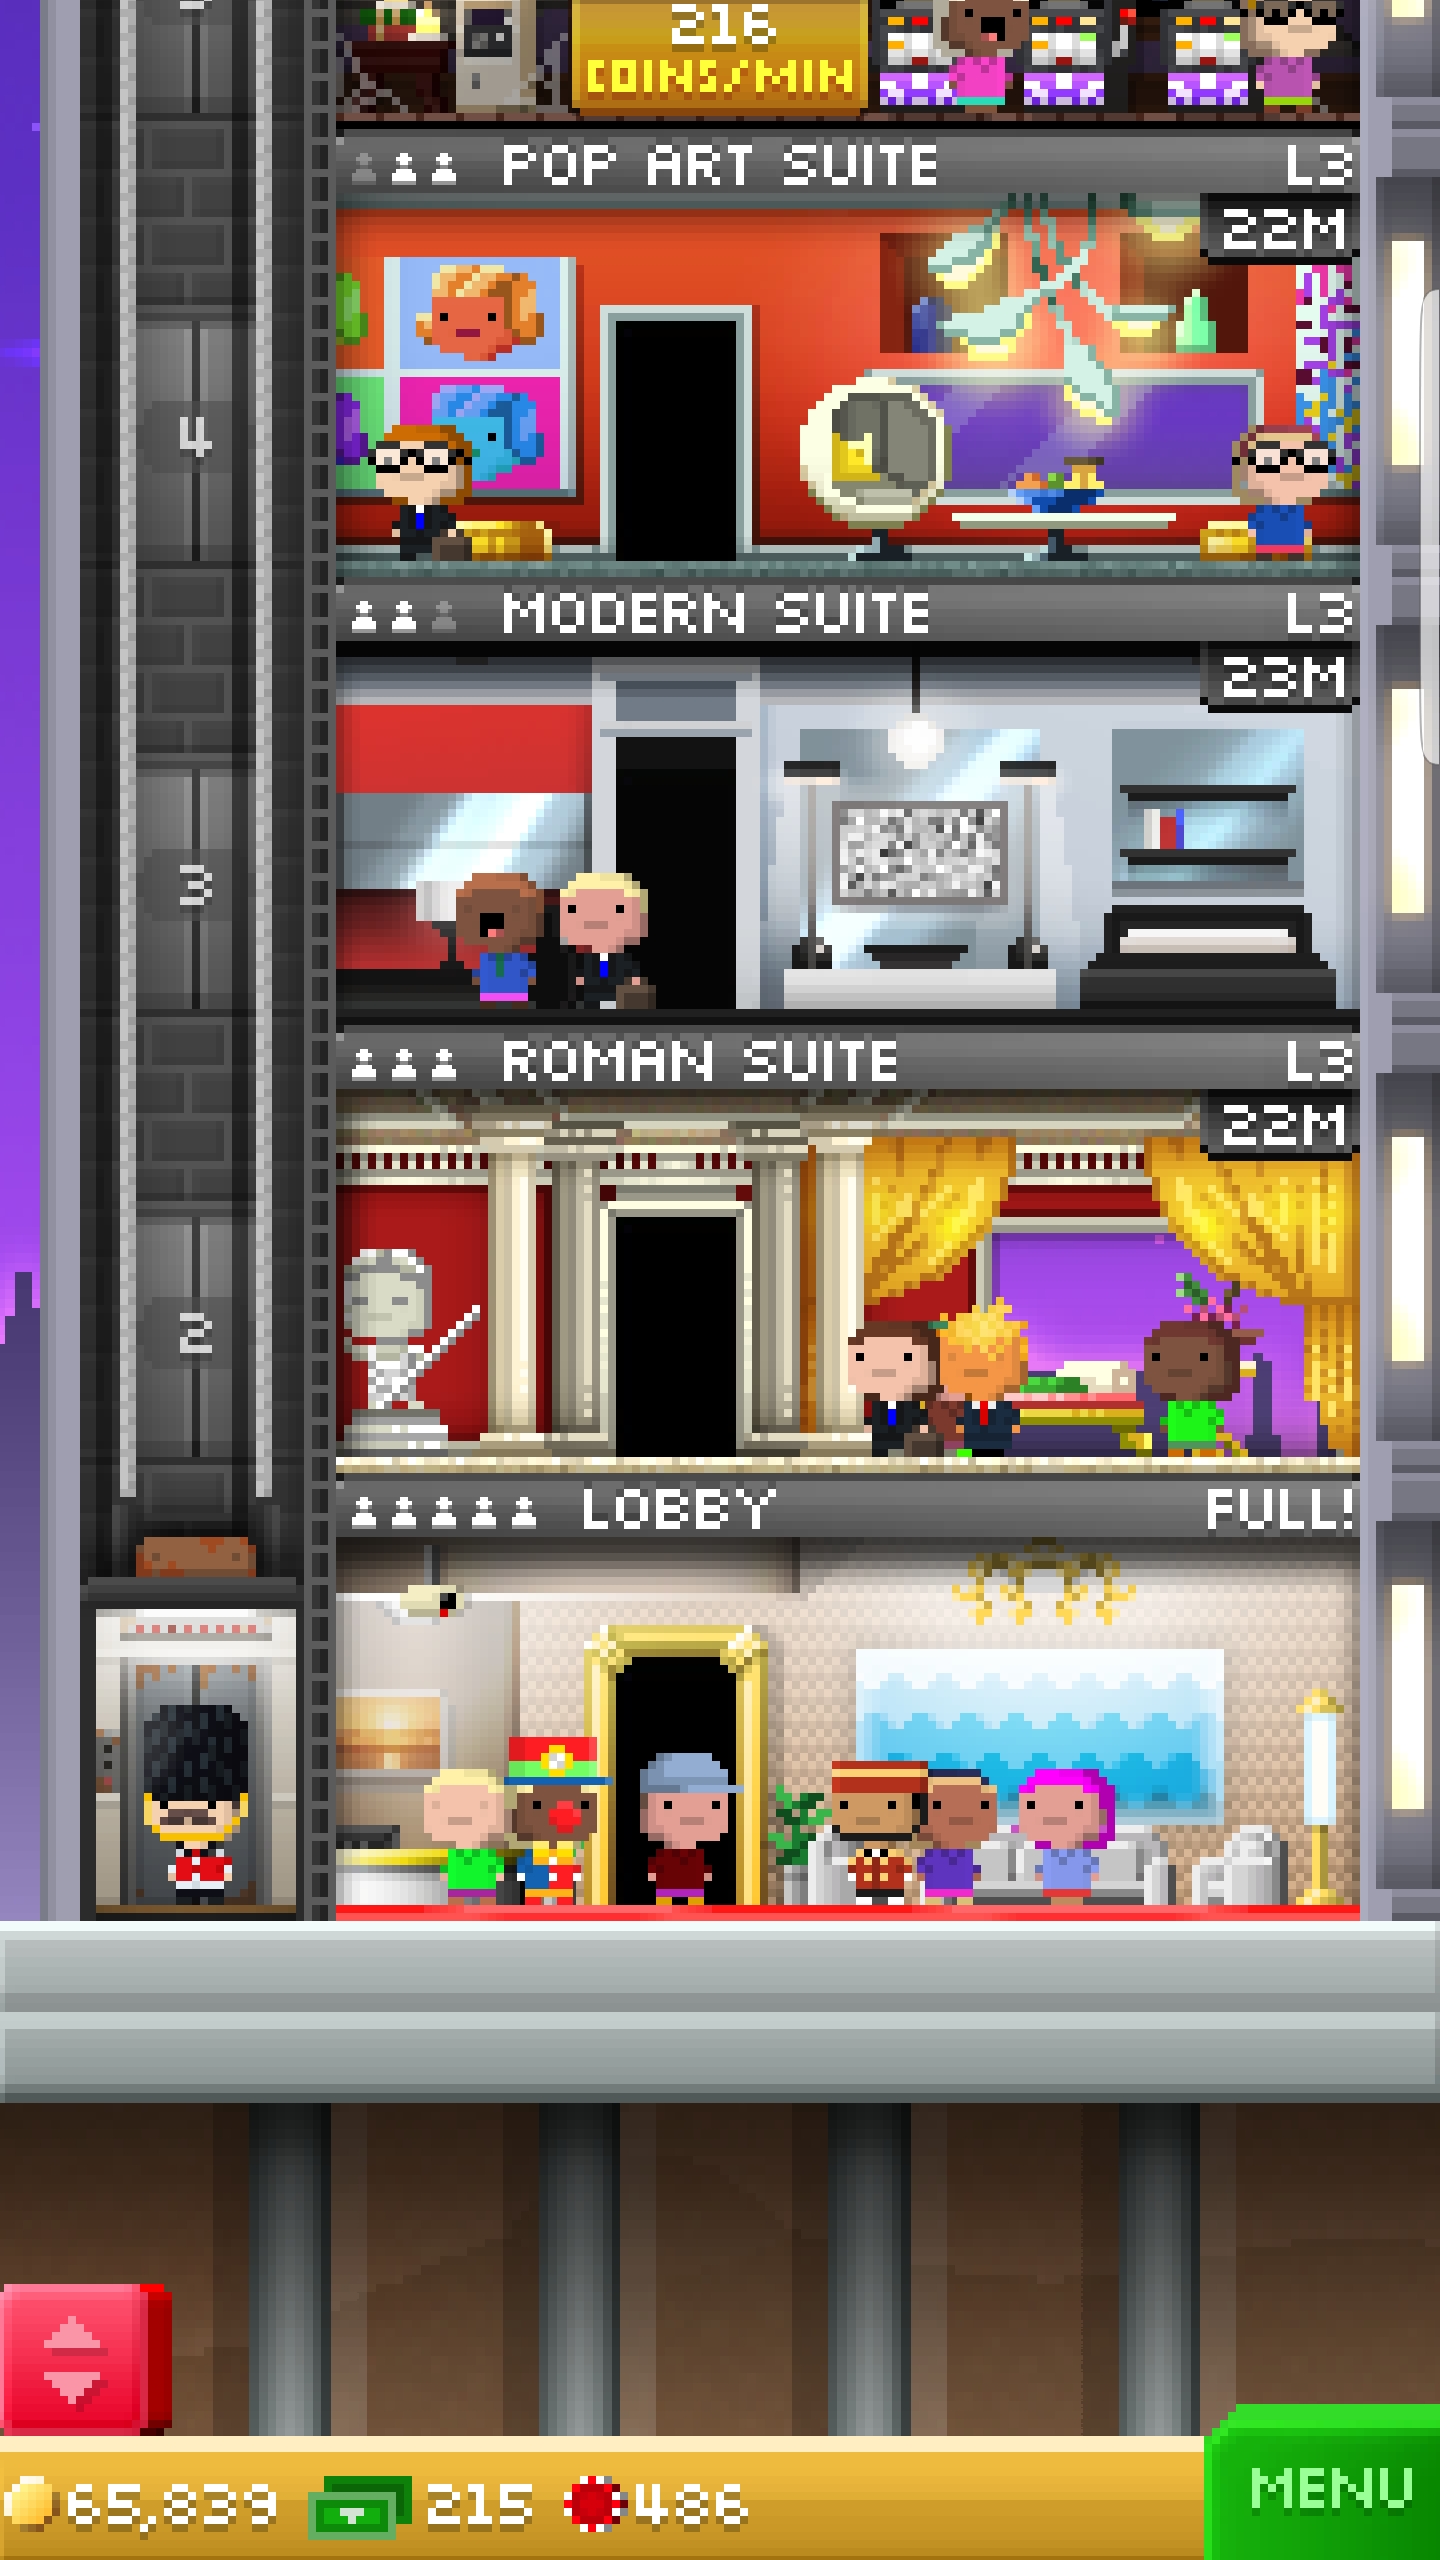 216
COINS/MIN
POP ART SUITE L3
22M
4
MODERN SUITE L3
23M
3
ROMAN SUITE L3
22M
2
LOBBY FULL!
65,839 215 486
MENU